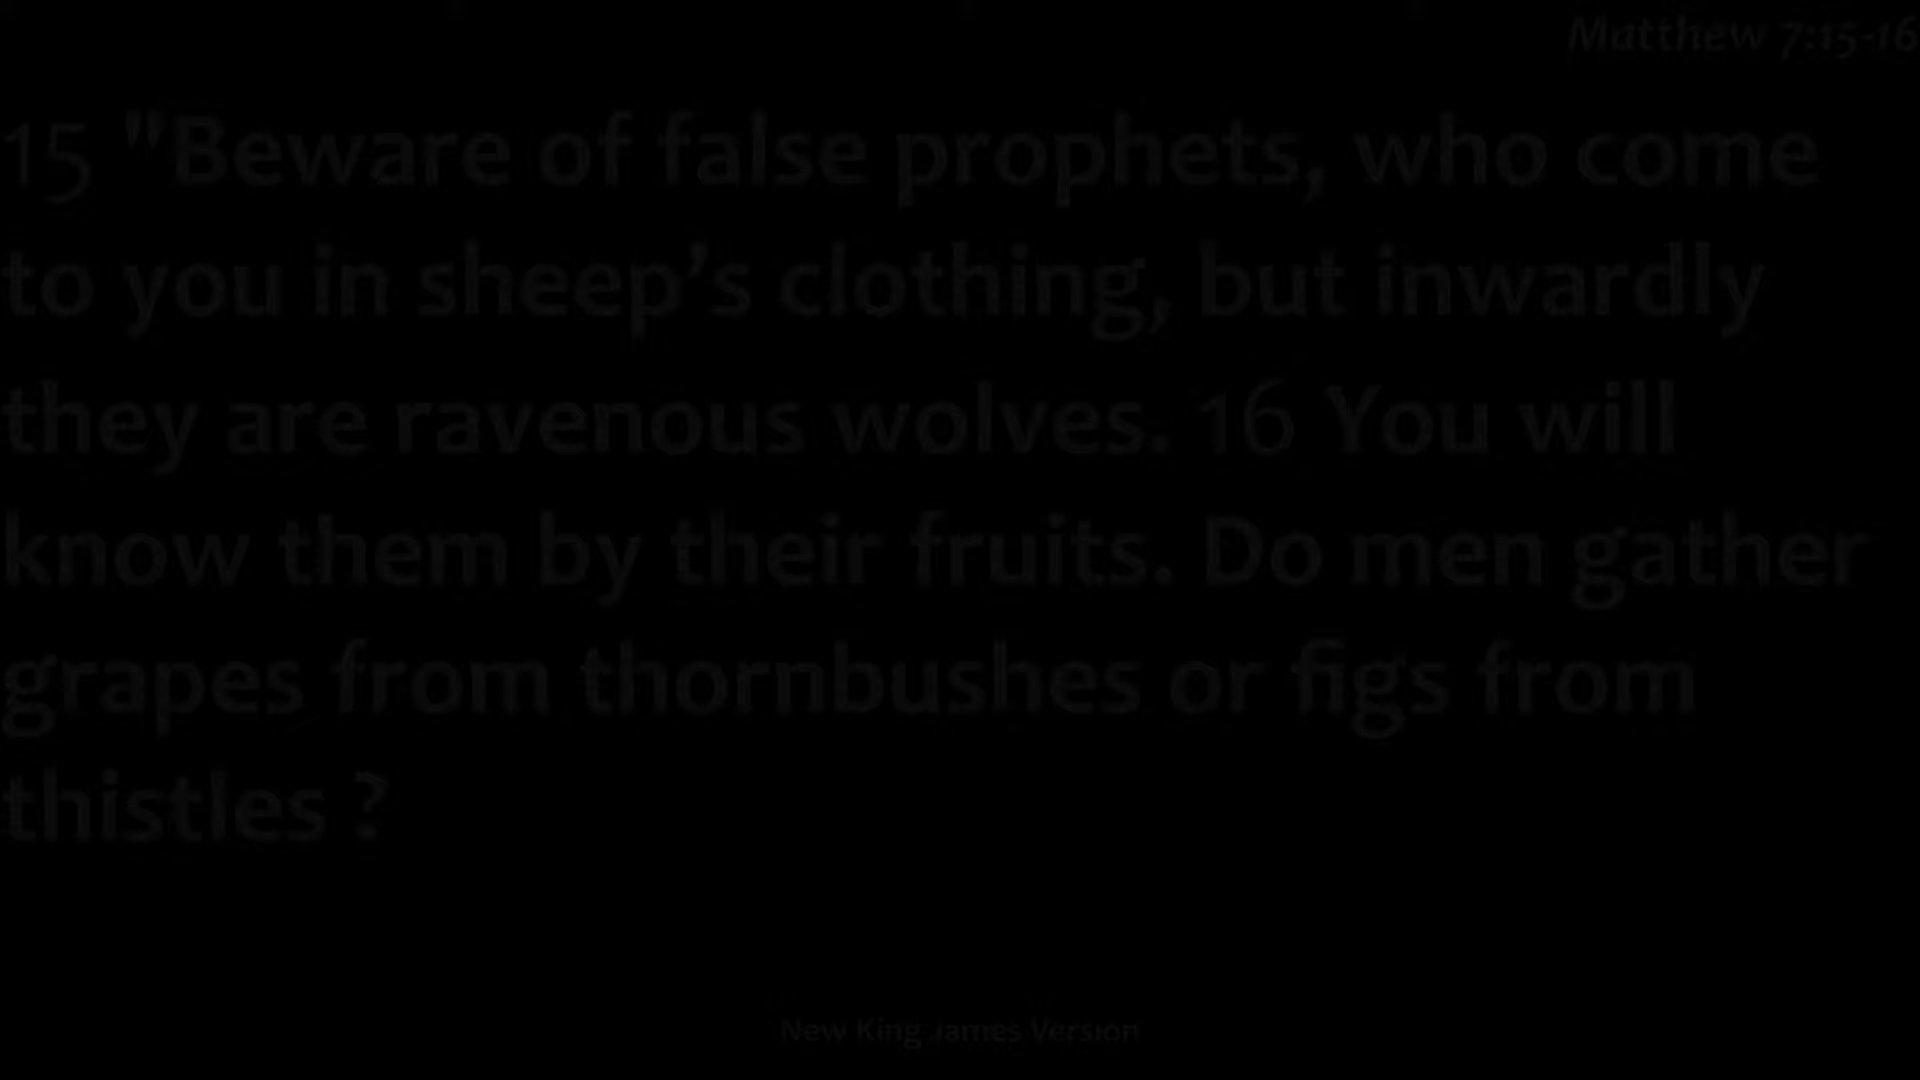 Matthew 7:15-16
15 "Beware of false prophets, who come
to you in sheep’s clothing, but inwardly
they are ravenous wolves. 16 You will
know them by their fruits. Do men gather
grapes from thornbushes or figs from
thistles ?
New King James Version